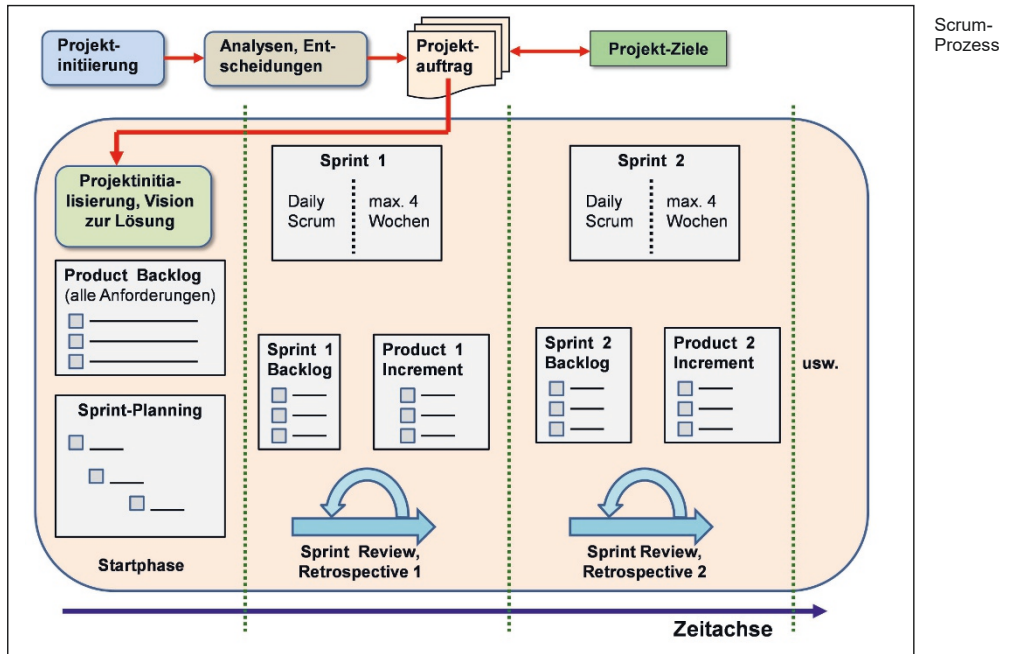 Scrum-
Prozess
Projekt-
initiierung
Analysen, Ent-
scheidungen
Projekt-
auftrag
Projekt-Ziele
Projektinitia-
lisierung, Vision
zur Lösung
Product Backlog
(alle Anforderungen)
Sprint-Planning
Startphase
Sprint 1
Daily
Scrum
max. 4
Wochen
Sprint 1
Backlog
Product 1
Increment
Sprint Review,
Retrospective 1
Sprint 2
Daily
Scrum
max. 4
Wochen
Sprint 2
Backlog
Product 2
Increment
Sprint Review,
Retrospective 2
usw.
Zeitachse